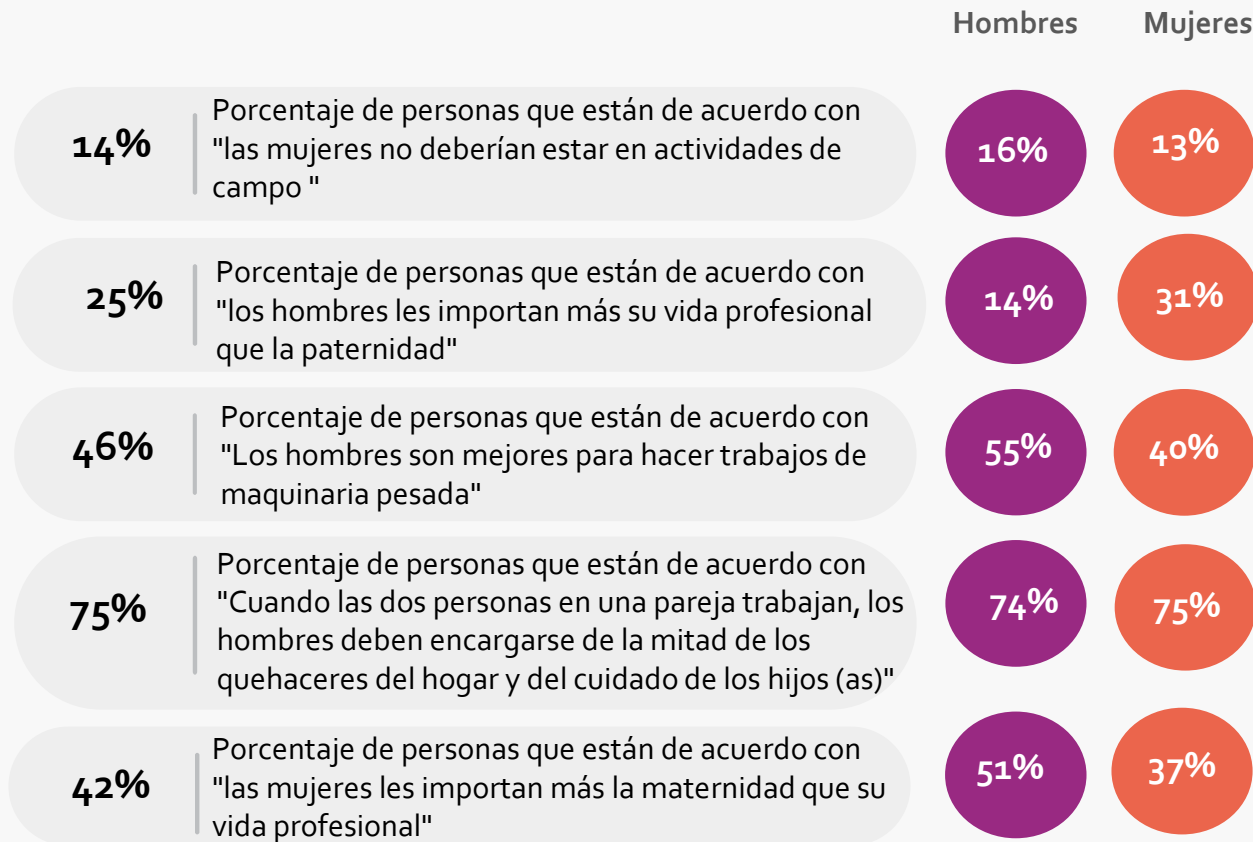 Hombres Mujeres
Porcentaje de personas que están de acuerdo con
14% "las mujeres no deberían estar en actividades de 16% 13%
campo "
Porcentaje de personas que están de acuerdo con
25% "los hombres les importan más su vida profesional 14% 31%
que la paternidad"
Porcentaje de personas que están de acuerdo con
46% "Los hombres son mejores para hacer trabajos de 55% 40%
maquinaria pesada"
Porcentaje de personas que están de acuerdo con
75% "Cuando las dos personas en una pareja trabajan, los 74% 75%
hombres deben encargarse de la mitad de los
quehaceres del hogar y del cuidado de los hijos (as)"
Porcentaje de personas que están de acuerdo con
42% "las mujeres les importan más la maternidad que su 51% 37%
vida profesional"